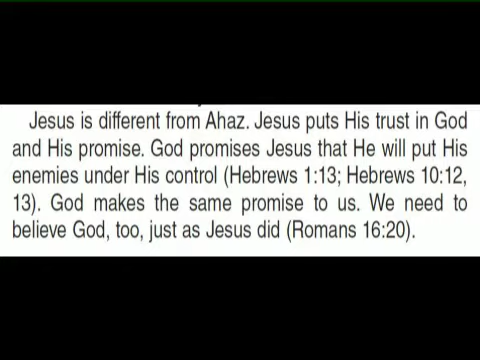 Jesus is different from Ahaz. Jesus puts His trust in God
and His promise. God promises Jesus that He will put His
enemies under His control (Hebrews 1:13; Hebrews 10:12,
13). God makes the same promise to us. We need to
believe God, too, just as Jesus did (Romans 16:20).